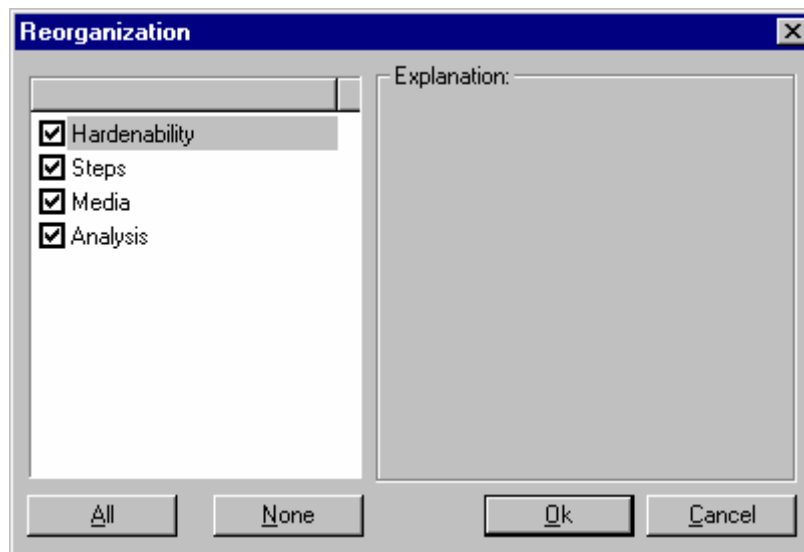 Reorganization
Explanation:
Hardenability
Steps
Media
Analysis
All None Ok Cancel